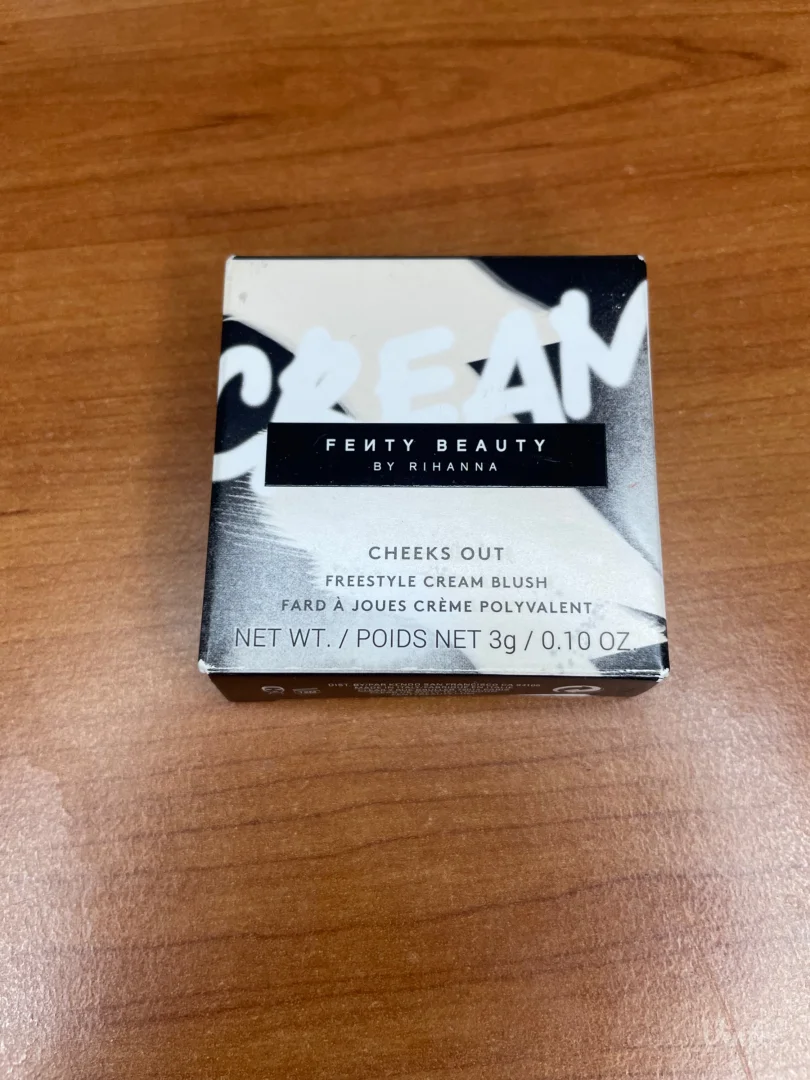 CREAM
FEИTY BEAUTY
BY RIHANNA
CHEEKS OUT
FREESTYLE CREAM BLUSH
FARD À JOUES CRÈME POLYVALENT
NET WT. / POIDS NET 3g / 0.10 OZ.